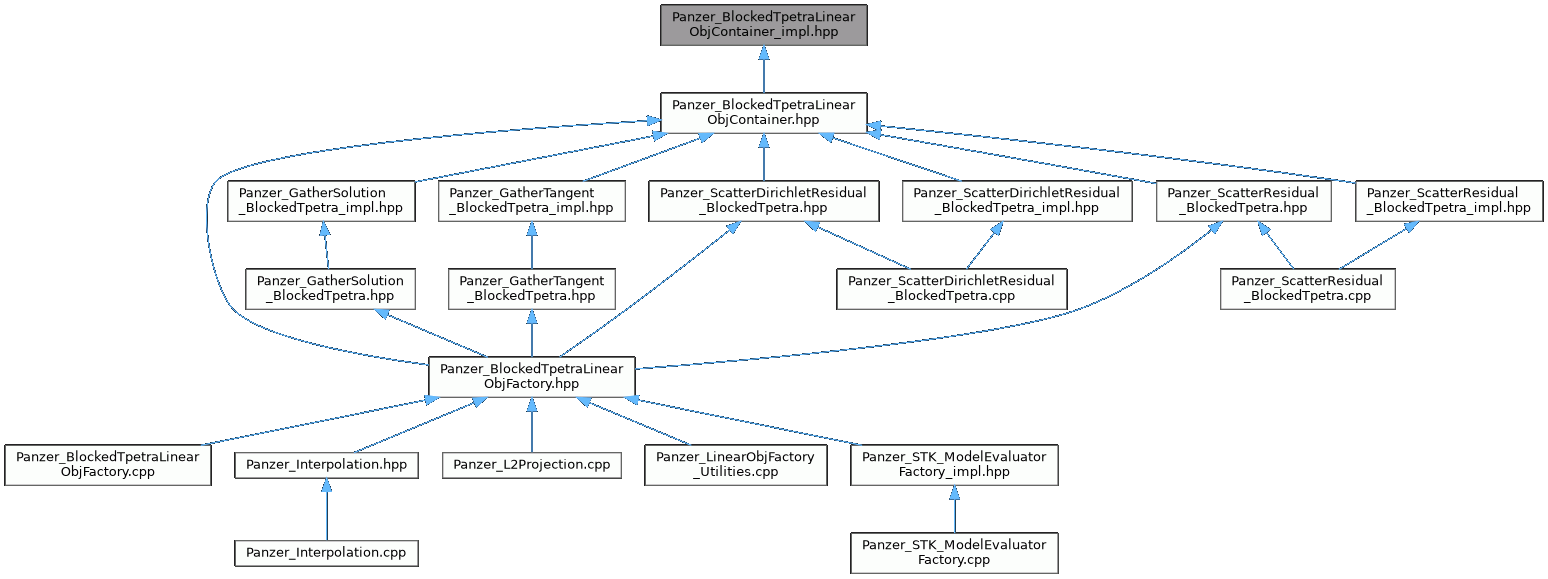 Panzer_BlockedTpetraLinear
ObjContainer_impl.hpp
Panzer_BlockedTpetraLinear
ObjContainer.hpp
Panzer_GatherSolution
_BlockedTpetra_impl.hpp
Panzer_GatherTangent
_BlockedTpetra_impl.hpp
Panzer_ScatterDirichletResidual
_BlockedTpetra.hpp
Panzer_ScatterDirichletResidual
_BlockedTpetra_impl.hpp
Panzer_ScatterResidual
_BlockedTpetra.hpp
Panzer_ScatterResidual
_BlockedTpetra_impl.hpp
Panzer_GatherSolution
_BlockedTpetra.hpp
Panzer_GatherTangent
_BlockedTpetra.hpp
Panzer_ScatterDirichletResidual
_BlockedTpetra.cpp
Panzer_ScatterResidual
_BlockedTpetra.cpp
Panzer_BlockedTpetraLinear
ObjFactory.hpp
Panzer_BlockedTpetraLinear
ObjFactory.cpp
Panzer_Interpolation.hpp
Panzer_L2Projection.cpp
Panzer_LinearObjFactory
_Utilities.cpp
Panzer_STK_ModelEvaluator
Factory_impl.hpp
Panzer_Interpolation.cpp
Panzer_STK_ModelEvaluator
Factory.cpp